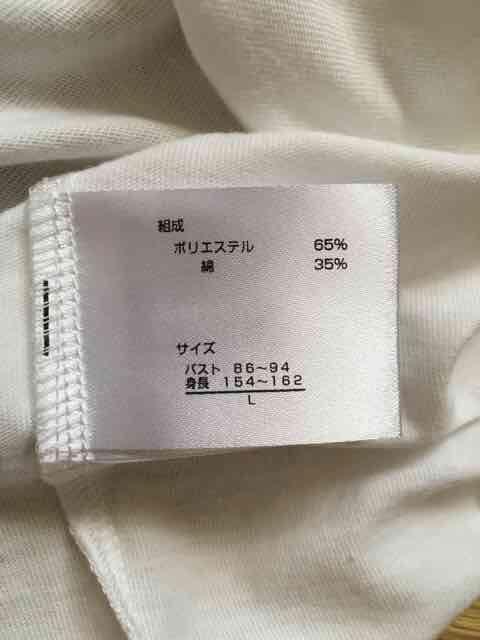 組成
ポリエステル 65%
綿 35%
サイズ
バスト 86~94
身長 154~162
L